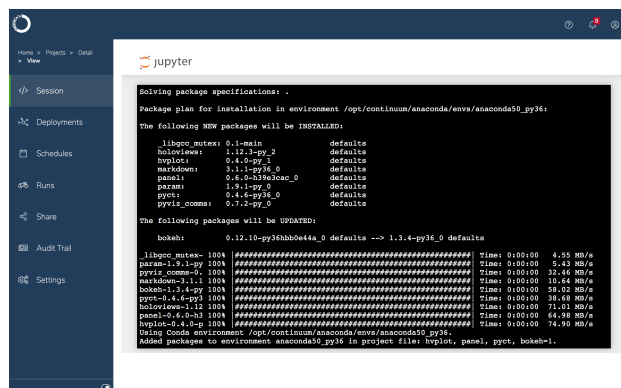 8
Home > Projects > Detail
> View
Session
Deployments
Schedules
Runs
Share
Audit Trail
Settings
jupyter
Solving package specifications: .
Package plan for installation in environment /opt/continuum/anaconda/envs/anaconda50_py36:
The following NEW packages will be INSTALLED:
_libgcc_mutex: 0.1-main defaults
holoviews: 1.12.3-py_2 defaults
hvplot: 0.4.0-py_1 defaults
markdown: 3.1.1-py36_0 defaults
panel: 0.6.0-h39e3cac_0 defaults
param: 1.9.1-py_0 defaults
pyct: 0.4.6-py36_0 defaults
pyviz_comms: 0.7.2-py_0 defaults
The following packages will be UPDATED:
bokeh: 0.12.10-py36hbb0e44a_0 defaults --> 1.3.4-py36_0 defaults
_libgcc_mutex- 100% |################################################| Time: 0:00:00 4.55 MB/s
param-1.9.1-py 100% |################################################| Time: 0:00:00 5.43 MB/s
pyviz_comms-0. 100% |################################################| Time: 0:00:00 32.46 MB/s
markdown-3.1.1 100% |################################################| Time: 0:00:00 10.64 MB/s
bokeh-1.3.4-py 100% |################################################| Time: 0:00:00 58.02 MB/s
pyct-0.4.6-py3 100% |################################################| Time: 0:00:00 38.68 MB/s
holoviews-1.12 100% |################################################| Time: 0:00:00 71.01 MB/s
panel-0.6.0-h3 100% |################################################| Time: 0:00:00 64.98 MB/s
hvplot-0.4.0-p 100% |################################################| Time: 0:00:00 74.90 MB/s
Using Conda environment /opt/continuum/anaconda/envs/anaconda50_py36.
Added packages to environment anaconda50_py36 in project file: hvplot, panel, pyct, bokeh=1.